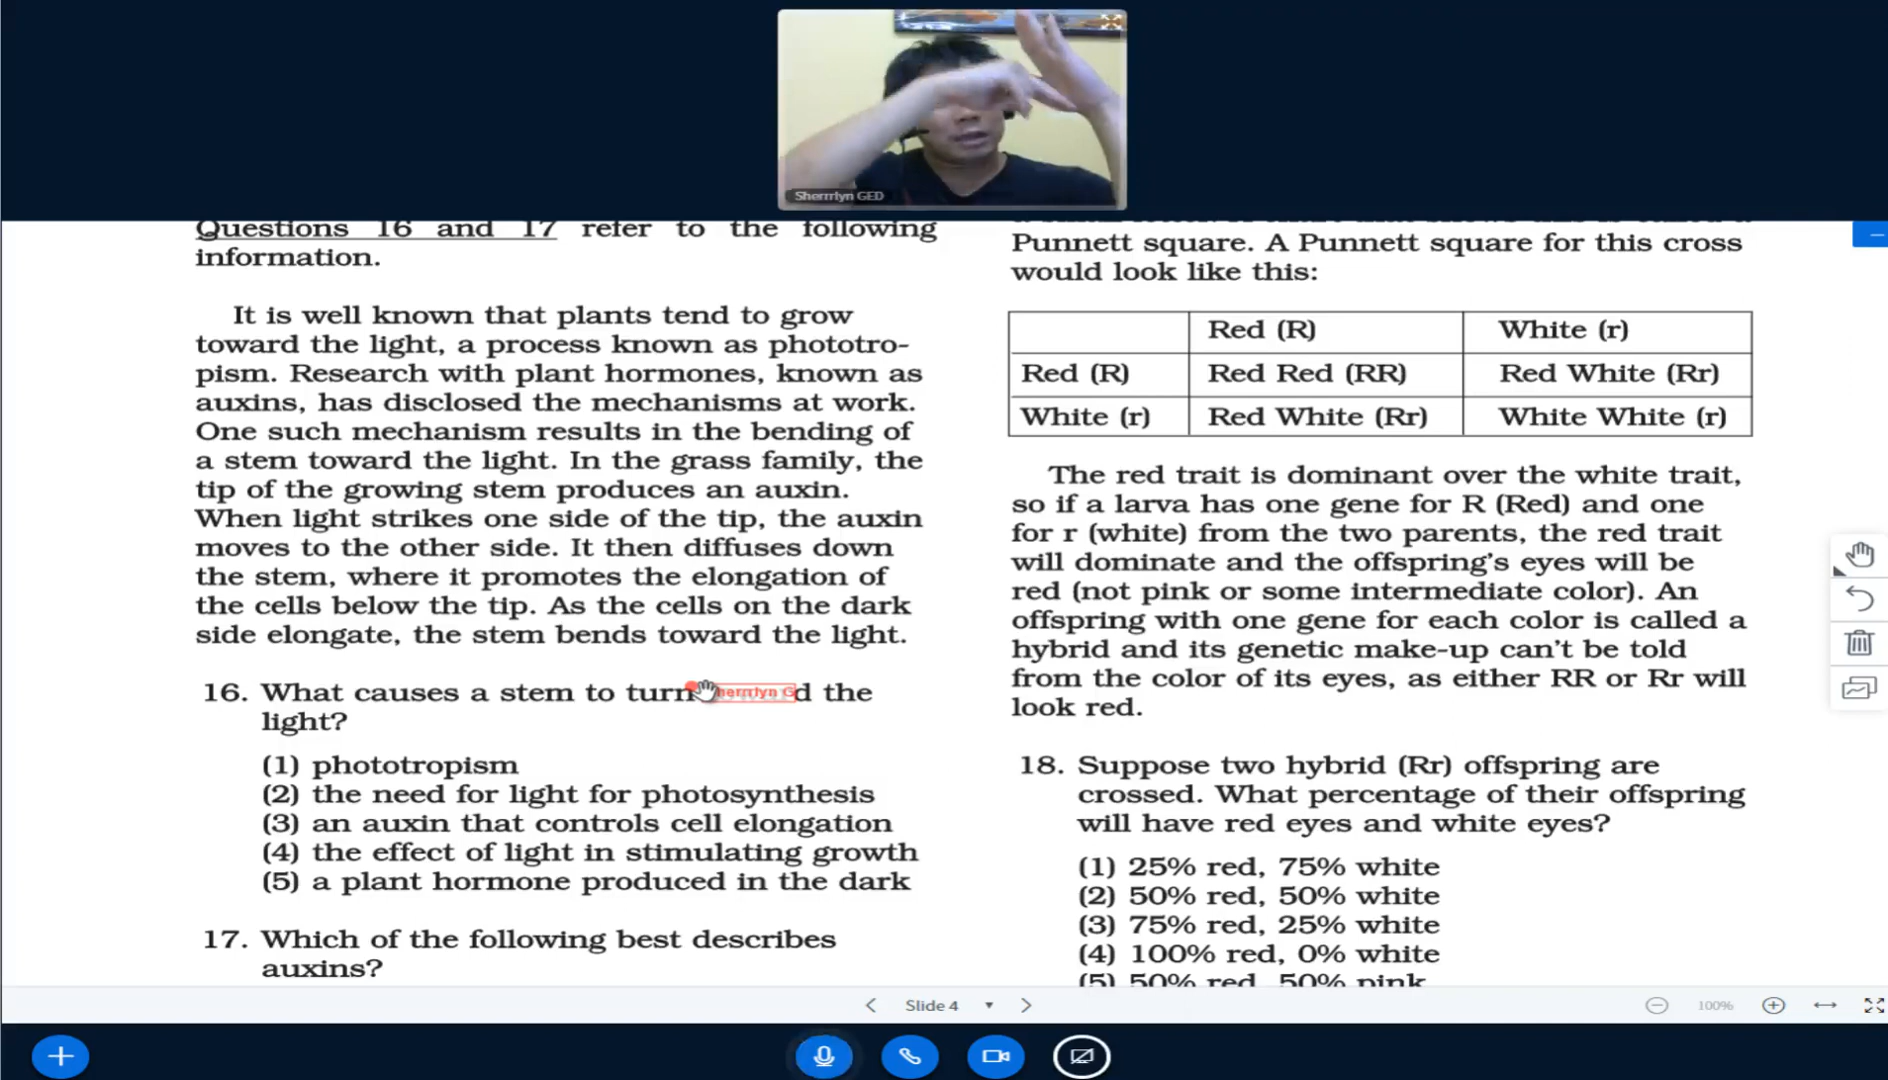 Sherrrlyn GED
Questions 16 and 17 refer to the following
information.
It is well known that plants tend to grow
toward the light, a process known as phototro-
pism. Research with plant hormones, known as
auxins, has disclosed the mechanisms at work.
One such mechanism results in the bending of
a stem toward the light. In the grass family, the
tip of the growing stem produces an auxin.
When light strikes one side of the tip, the auxin
moves to the other side. It then diffuses down
the stem, where it promotes the elongation of
the cells below the tip. As the cells on the dark
side elongate, the stem bends toward the light.
16. What causes a stem to turn d the
light?
(1) phototropism
(2) the need for light for photosynthesis
(3) an auxin that controls cell elongation
(4) the effect of light in stimulating growth
(5) a plant hormone produced in the dark
17. Which of the following best describes
auxins?
Punnett square. A Punnett square for this cross
would look like this:
Red (R) White (r)
Red (R) Red Red (RR) Red White (Rr)
White (r) Red White (Rr) White White (r)
The red trait is dominant over the white trait,
so if a larva has one gene for R (Red) and one
for r (white) from the two parents, the red trait
will dominate and the offspring's eyes will be
red (not pink or some intermediate color). An
offspring with one gene for each color is called a
hybrid and its genetic make-up can't be told
from the color of its eyes, as either RR or Rr will
look red.
18. Suppose two hybrid (Rr) offspring are
crossed. What percentage of their offspring
will have red eyes and white eyes?
(1) 25% red, 75% white
(2) 50% red, 50% white
(3) 75% red, 25% white
(4) 100% red, 0% white
(5) 50% red, 50% pink
Slide 4
100%